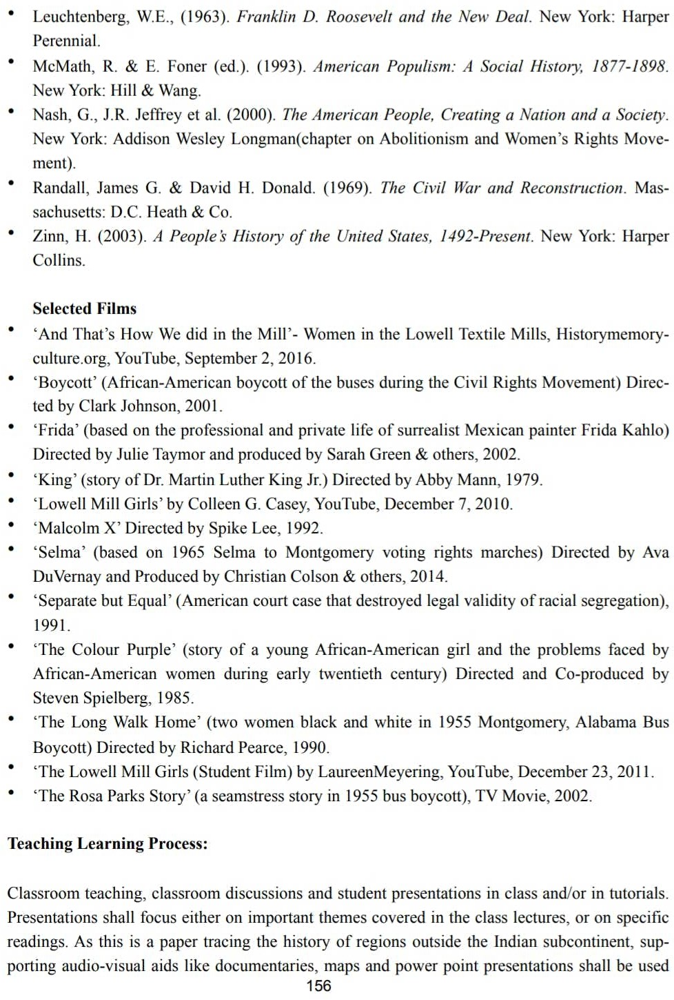 • Leuchtenberg, W.E., (1963). Franklin D. Roosevelt and the New Deal. New York: Harper
Perennial.
• McMath, R. & E. Foner (ed.). (1993). American Populism: A Social History, 1877-1898.
New York: Hill & Wang.
• Nash, G., J.R. Jeffrey et al. (2000). The American People, Creating a Nation and a Society.
New York: Addison Wesley Longman(chapter on Abolitionism and Women’s Rights Move-
ment).
• Randall, James G. & David H. Donald. (1969). The Civil War and Reconstruction. Mas-
sachusetts: D.C. Heath & Co.
• Zinn, H. (2003). A People’s History of the United States, 1492-Present. New York: Harper
Collins.
Selected Films
• ‘And That’s How We did in the Mill’- Women in the Lowell Textile Mills, Historymemory-
culture.org, YouTube, September 2, 2016.
• ‘Boycott’ (African-American boycott of the buses during the Civil Rights Movement) Direc-
ted by Clark Johnson, 2001.
• ‘Frida’ (based on the professional and private life of surrealist Mexican painter Frida Kahlo)
Directed by Julie Taymor and produced by Sarah Green & others, 2002.
• ‘King’ (story of Dr. Martin Luther King Jr.) Directed by Abby Mann, 1979.
• ‘Lowell Mill Girls’ by Colleen G. Casey, YouTube, December 7, 2010.
• ‘Malcolm X’ Directed by Spike Lee, 1992.
• ‘Selma’ (based on 1965 Selma to Montgomery voting rights marches) Directed by Ava
DuVernay and Produced by Christian Colson & others, 2014.
• ‘Separate but Equal’ (American court case that destroyed legal validity of racial segregation),
1991.
• ‘The Colour Purple’ (story of a young African-American girl and the problems faced by
African-American women during early twentieth century) Directed and Co-produced by
Steven Spielberg, 1985.
• ‘The Long Walk Home’ (two women black and white in 1955 Montgomery, Alabama Bus
Boycott) Directed by Richard Pearce, 1990.
• ‘The Lowell Mill Girls (Student Film) by LaureenMeyering, YouTube, December 23, 2011.
• ‘The Rosa Parks Story’ (a seamstress story in 1955 bus boycott), TV Movie, 2002.
Teaching Learning Process:
Classroom teaching, classroom discussions and student presentations in class and/or in tutorials.
Presentations shall focus either on important themes covered in the class lectures, or on specific
readings. As this is a paper tracing the history of regions outside the Indian subcontinent, sup-
porting audio-visual aids like documentaries, maps and power point presentations shall be used
156